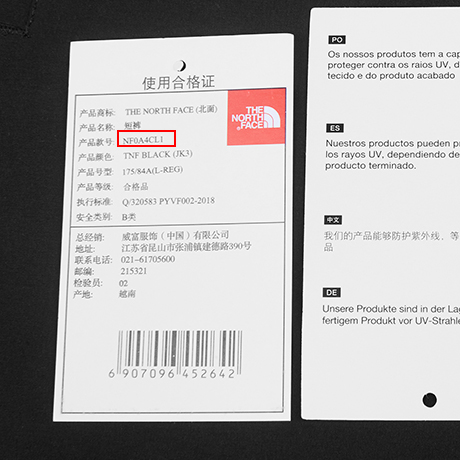 使用合格证
产品商标: THE NORTH FACE (北面)
产品名称: 短裤
产品款号: NF0A4CL1
产品颜色: TNF BLACK (JK3)
产品号型: 175/84A(L-REG)
产品等级: 合格品
执行标准: Q/320583 PYVF002-2018
安全类别: B类
THE
NORTH
FACE
总经销: 威富服饰（中国）有限公司
地址: 江苏省昆山市张浦镇建德路390号
联系电话: 021-61705600
邮编: 215321
检验员: 02
产地: 越南
6 907096 452642
PO
Os nossos produtos tem a cap
proteger contra os raios UV, d
tecido e do produto acabado
ES
Nuestros productos pueden pr
los rayos UV, dependiendo de
producto terminado.
中文
我们的产品能够防护紫外线、等
品
DE
Unsere Produkte sind in der Lag
fertigem Produkt vor UV-Strahle